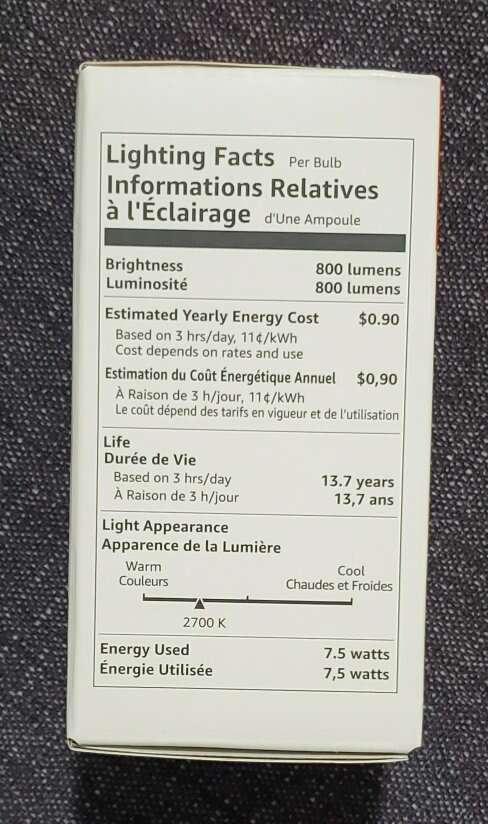 Lighting Facts Per Bulb
Informations Relatives
à l'Éclairage d'Une Ampoule
Brightness 800 lumens
Luminosité 800 lumens
Estimated Yearly Energy Cost $0.90
Based on 3 hrs/day, 11¢/kWh
Cost depends on rates and use
Estimation du Coût Énergétique Annuel $0,90
À Raison de 3 h/jour, 11¢/kWh
Le coût dépend des tarifs en vigueur et de l'utilisation
Life
Durée de Vie
Based on 3 hrs/day 13.7 years
À Raison de 3 h/jour 13,7 ans
Light Appearance
Apparence de la Lumière
Warm Cool
Couleurs Chaudes et Froides
2700 K
Energy Used 7.5 watts
Énergie Utilisée 7,5 watts